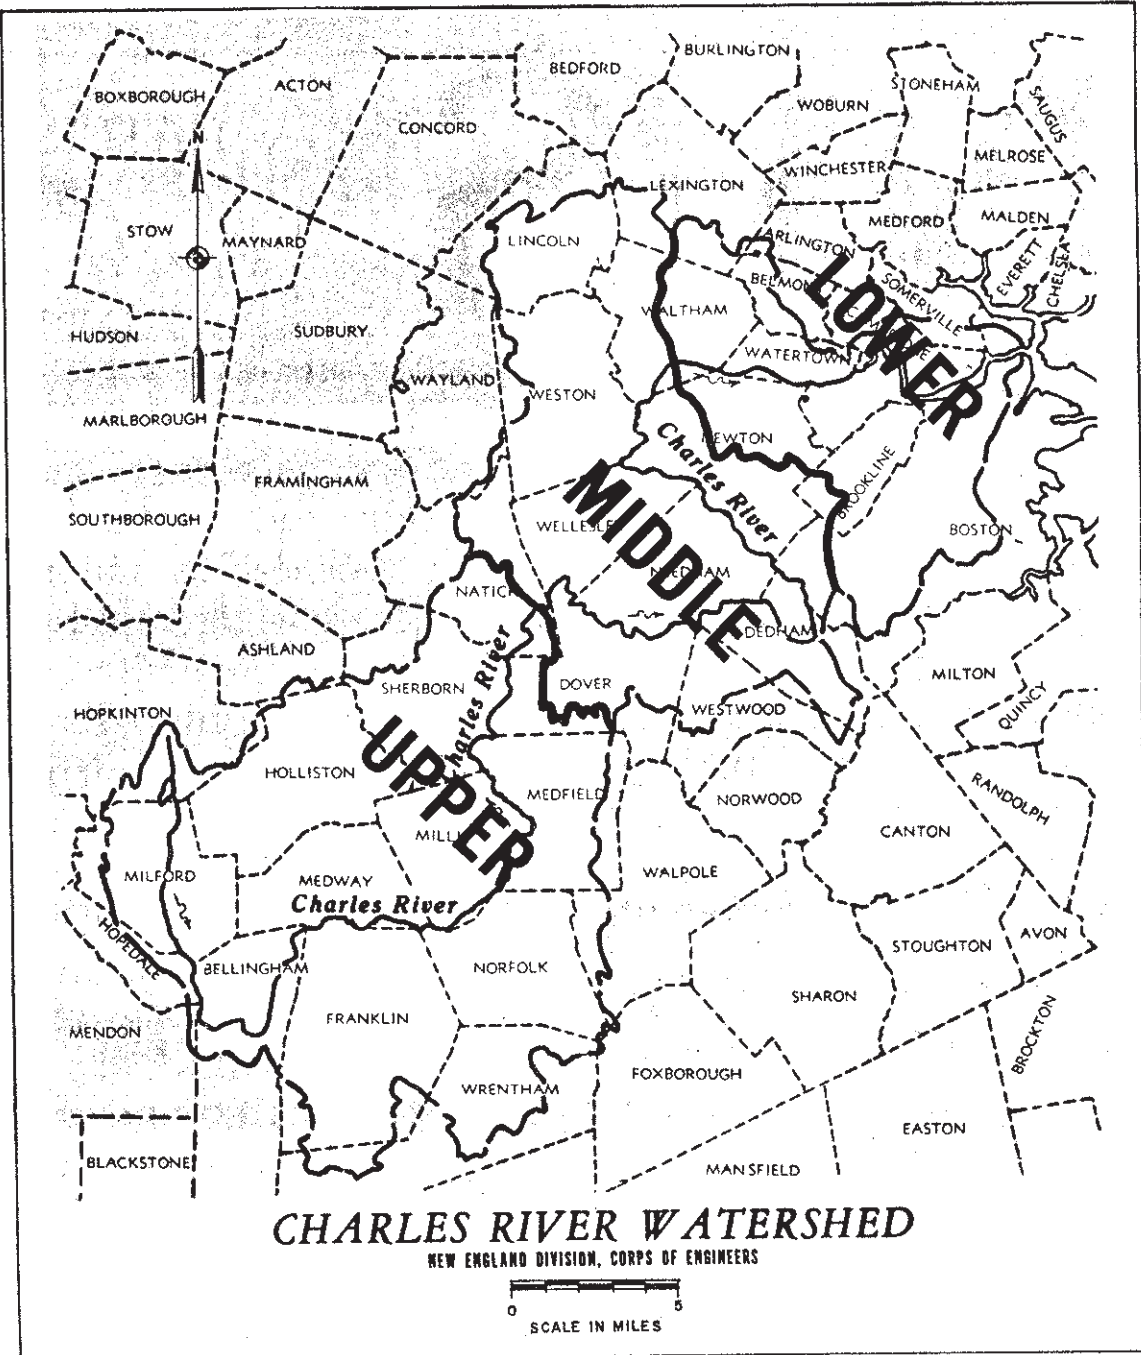 BURLINGTON
BEDFORD
ACTON
STONEHAM
BOXBOROUGH
WOBURN
SAUGUS
CONCORD
N
MELROSE
WINCHESTER
LEXINGTON
MALDEN
MEDFORD
STOW
MAYNARD
LINCOLN
ARLINGTON
EVERETT
CHELSEA
BELMON
SOMERVILLE
LOWER
WALTHAM
SUDBURY
HUDSON
WATERTOWN
WAYLAND
WESTON
MARLBOROUGH
NEWTON
Charles River
BROOKLINE
FRAMINGHAM
MIDDLE
SOUTHBOROUGH
WELLESLE
BOSTON
NEEDHAM
NATICK
DEDHAM
ASHLAND
Charles River
MILTON
SHERBORN
DOVER
QUINCY
HOPKINTON
WESTWOOD
UPPER
HOLLISTON
MEDFIELD
NORWOOD
RANDOLPH
CANTON
MILL
WALPOLE
MILFORD
MEDWAY
Charles River
HOPEDALE
AVON
STOUGHTON
BELLINGHAM
NORFOLK
SHARON
FRANKLIN
MENDON
BROCKTON
FOXBOROUGH
WRENTHAM
EASTON
BLACKSTONE
MANSFIELD
CHARLES RIVER WATERSHED
NEW ENGLAND DIVISION, CORPS OF ENGINEERS
0 5
SCALE IN MILES